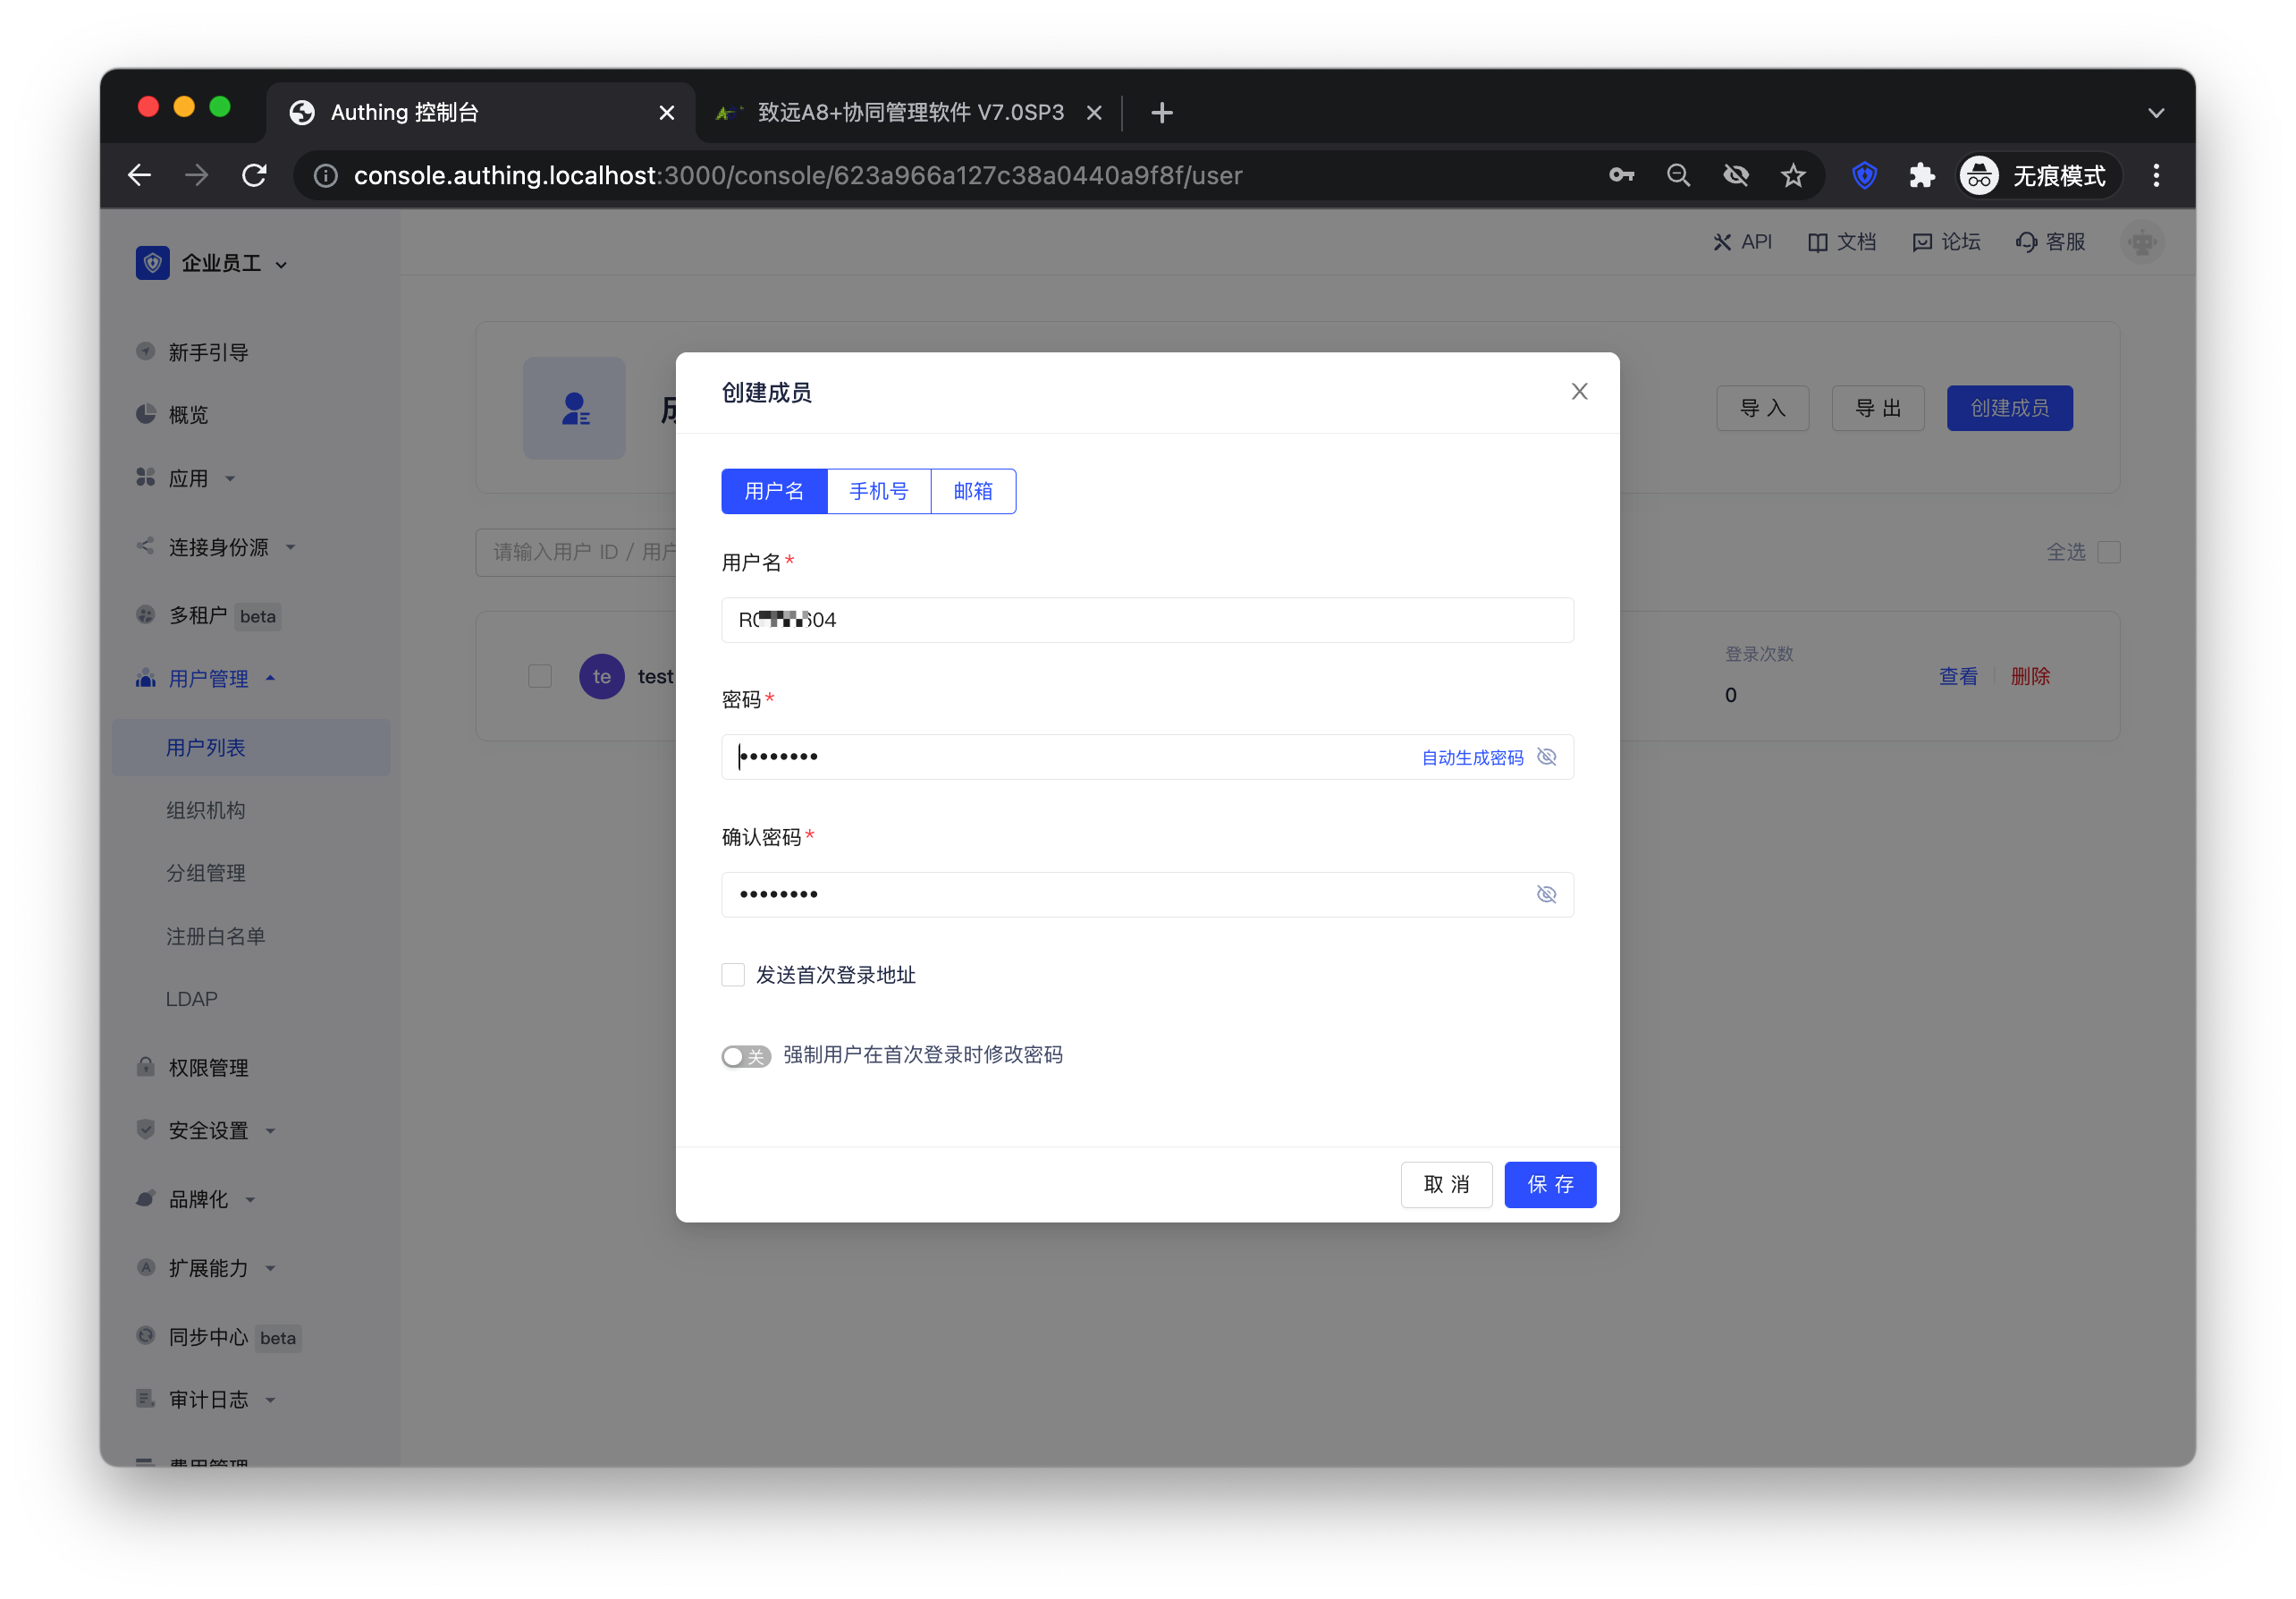 Authing 控制台
致远A8+协同管理软件 V7.0SP3
console.authing.localhost:3000/console/623a966a127c38a0440a9f8f/user
无痕模式
企业员工
API
文档
论坛
客服
新手引导
概览
应用
连接身份源
多租户 beta
用户管理
用户列表
组织机构
分组管理
注册白名单
LDAP
权限管理
安全设置
品牌化
扩展能力
同步中心 beta
审计日志
费用管理
导 入
导 出
创建成员
请输入用户 ID / 用户
全选
te
test
登录次数
0
查看
删除
创建成员
用户名
手机号
邮箱
用户名*
密码*
自动生成密码
确认密码*
发送首次登录地址
关 强制用户在首次登录时修改密码
取 消
保 存